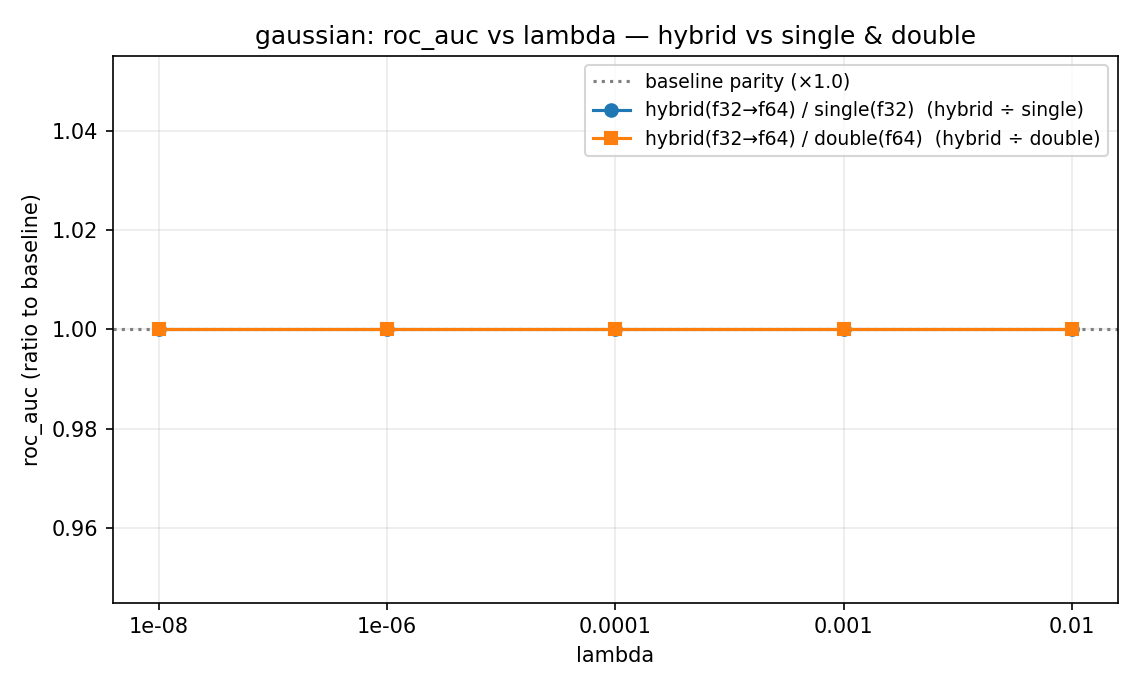 gaussian: roc_auc vs lambda — hybrid vs single & double
baseline parity (×1.0)
hybrid(f32→f64) / single(f32)  (hybrid ÷ single)
hybrid(f32→f64) / double(f64)  (hybrid ÷ double)
roc_auc (ratio to baseline)
1.04
1.02
1.00
0.98
0.96
1e-08
1e-06
0.0001
0.001
0.01
lambda